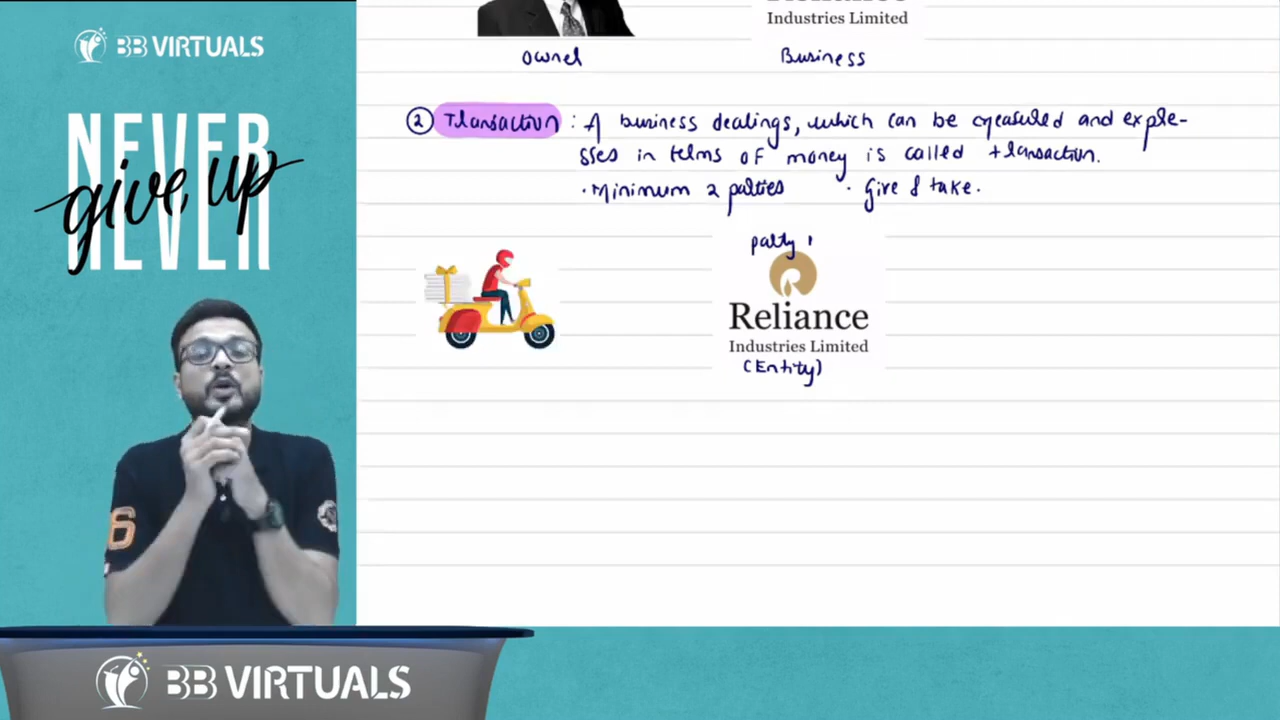 BB VIRTUALS
NEVER
give up
NEVER
Industries Limited
owner
Business
② Transaction : A business dealings, which can be measured and expre-
sses in terms of money is called transaction.
· Minimum 2 parties · Give & take.
party 1
Reliance
Industries Limited
(Entity)
6
BB VIRTUALS